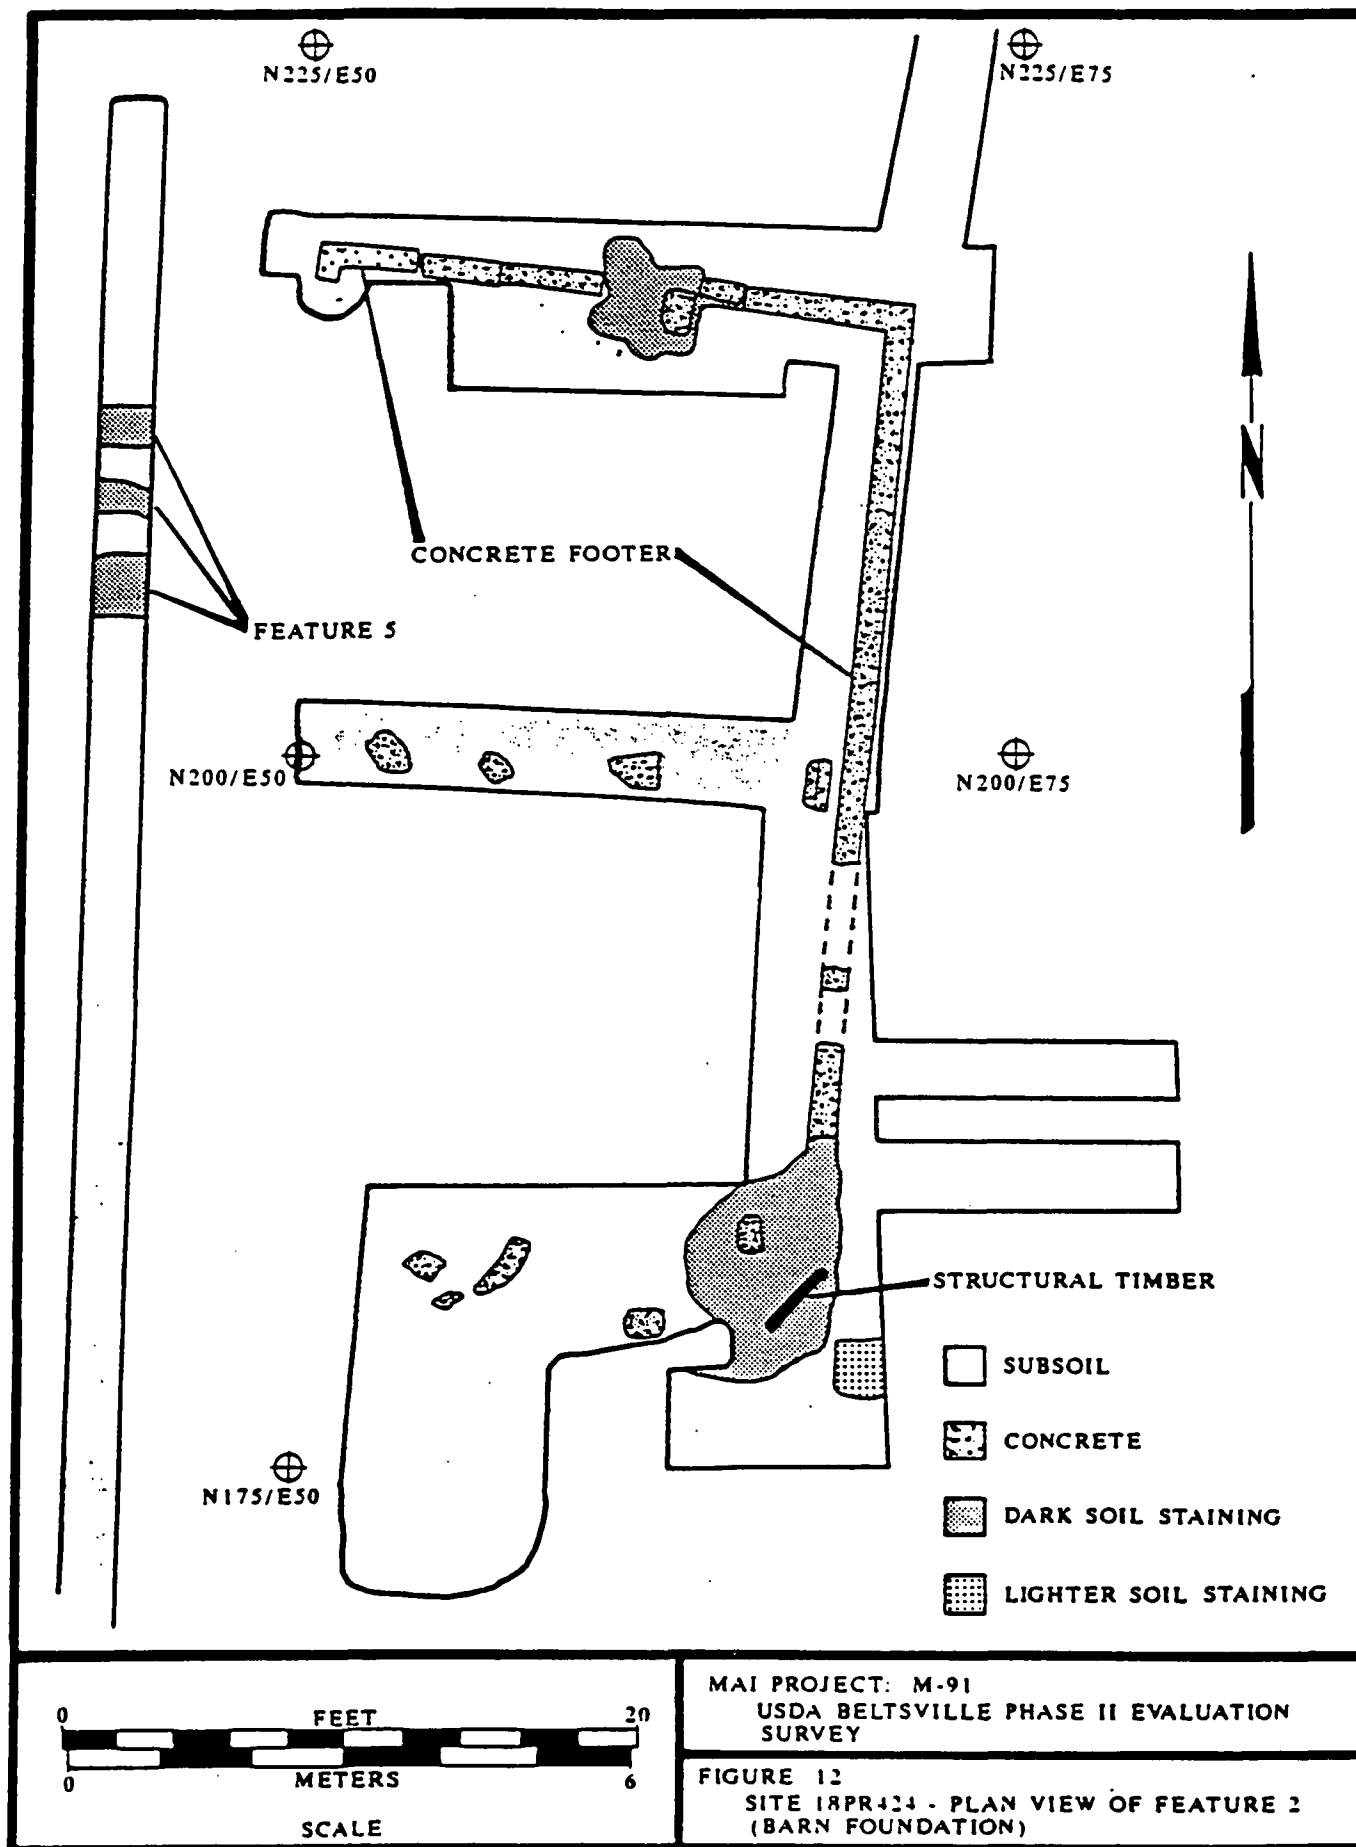 N225/E50
N225/E75
CONCRETE FOOTER
FEATURE 5
N
N200/E50
N200/E75
STRUCTURAL TIMBER
SUBSOIL
CONCRETE
N175/E50
DARK SOIL STAINING
LIGHTER SOIL STAINING
0 FEET 20
0 METERS 6
SCALE
MAI PROJECT: M-91
USDA BELTSVILLE PHASE II EVALUATION
SURVEY
FIGURE 12
SITE 18PR424 - PLAN VIEW OF FEATURE 2
(BARN FOUNDATION)